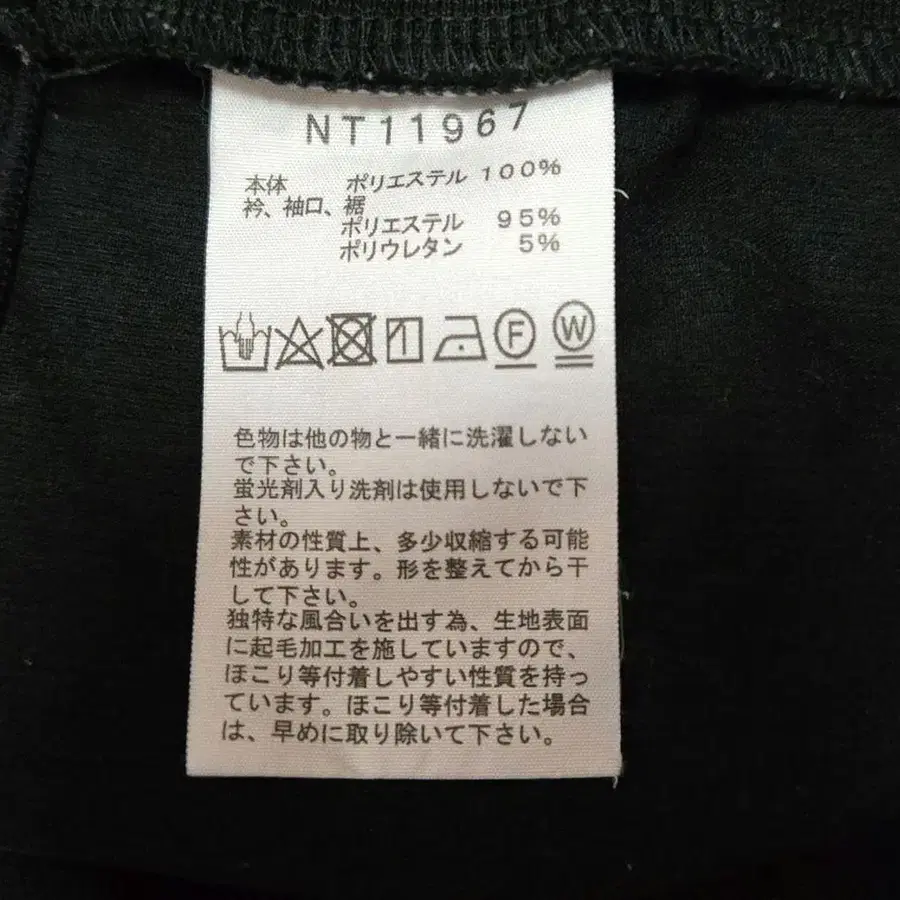 NT11967
本体 ポリエステル 100%
衿、袖口、裾
ポリエステル 95%
ポリウレタン 5%
F W
色物は他の物と一緒に洗濯しない
で下さい。
蛍光剤入り洗剤は使用しないで下
さい。
素材の性質上、多少収縮する可能
性があります。形を整えてから干
して下さい。
独特な風合いを出す為、生地表面
に起毛加工を施していますので、
ほこり等付着しやすい性質を持っ
ています。ほこり等付着した場合
は、早めに取り除いて下さい。